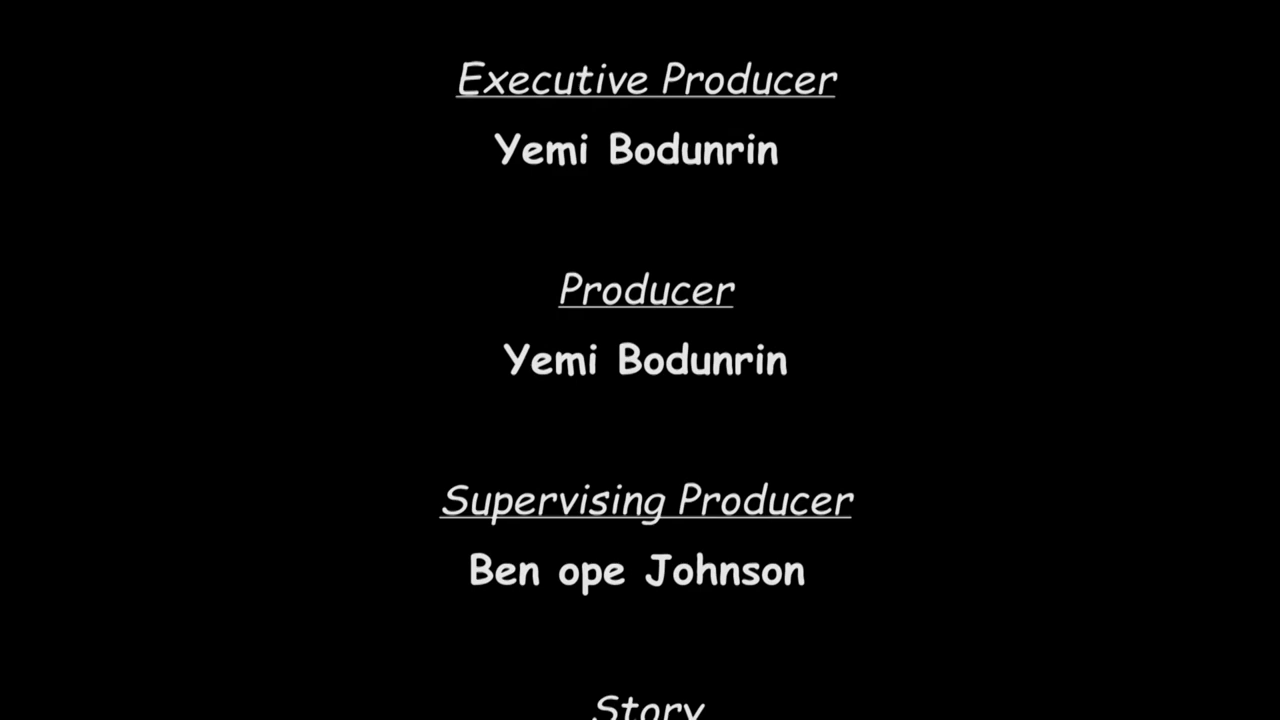 Executive Producer
Yemi Bodunrin
Producer
Yemi Bodunrin
Supervising Producer
Ben ope Johnson
Story